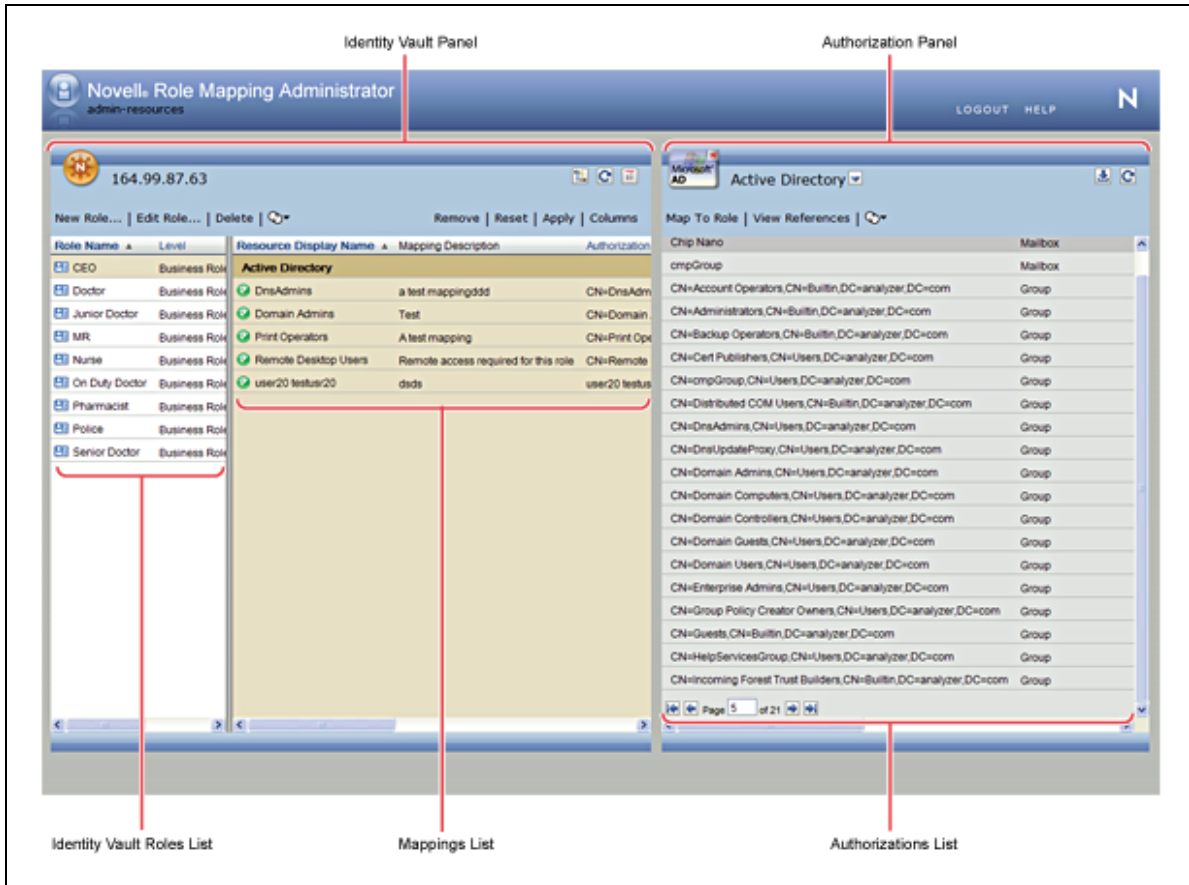 Identity Vault Panel
Authorization Panel
Novell® Role Mapping Administrator
admin-resources
LOGOUT HELP
N
N
164.99.87.63
Microsoft
AD
Active Directory
New Role... | Edit Role... | Delete |
Remove | Reset | Apply | Columns
Map To Role | View References |
Role Name Level
Resource Display Name Mapping Description Authorization
CEO Business Role
Doctor Business Role
Junior Doctor Business Role
MR Business Role
Nurse Business Role
On Duty Doctor Business Role
Pharmacist Business Role
Police Business Role
Senior Doctor Business Role
Active Directory
DnsAdmins a test mappingddd CN=DnsAdm
Domain Admins Test CN=Domain
Print Operators A test mapping CN=Print Ope
Remote Desktop Users Remote access required for this role CN=Remote
user20 testusr20 dsds user20 testus
Chip Nano Mailbox
cmpGroup Mailbox
CN=Account Operators,CN=Builtin,DC=analyzer,DC=com Group
CN=Administrators,CN=Builtin,DC=analyzer,DC=com Group
CN=Backup Operators,CN=Builtin,DC=analyzer,DC=com Group
CN=Cert Publishers,CN=Users,DC=analyzer,DC=com Group
CN=cmpGroup,CN=Users,DC=analyzer,DC=com Group
CN=Distributed COM Users,CN=Builtin,DC=analyzer,DC=com Group
CN=DnsAdmins,CN=Users,DC=analyzer,DC=com Group
CN=DnsUpdateProxy,CN=Users,DC=analyzer,DC=com Group
CN=Domain Admins,CN=Users,DC=analyzer,DC=com Group
CN=Domain Computers,CN=Users,DC=analyzer,DC=com Group
CN=Domain Controllers,CN=Users,DC=analyzer,DC=com Group
CN=Domain Guests,CN=Users,DC=analyzer,DC=com Group
CN=Domain Users,CN=Users,DC=analyzer,DC=com Group
CN=Enterprise Admins,CN=Users,DC=analyzer,DC=com Group
CN=Group Policy Creator Owners,CN=Users,DC=analyzer,DC=com Group
CN=Guests,CN=Builtin,DC=analyzer,DC=com Group
CN=HelpServicesGroup,CN=Users,DC=analyzer,DC=com Group
CN=Incoming Forest Trust Builders,CN=Builtin,DC=analyzer,DC=com Group
Page 5 of 21
Identity Vault Roles List
Mappings List
Authorizations List